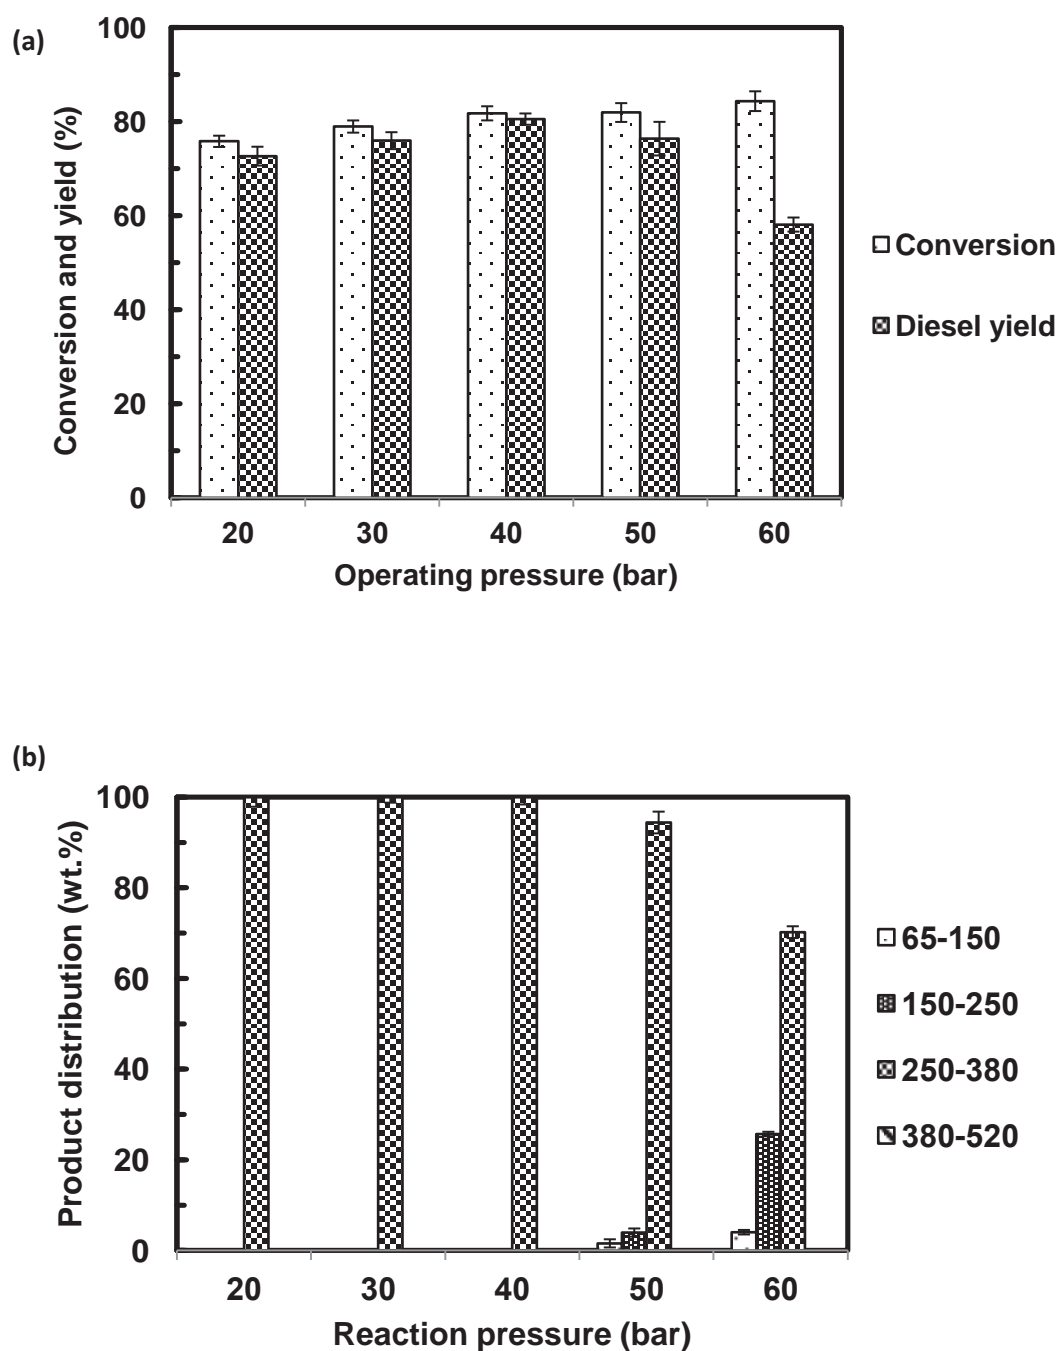 (a)
Conversion and yield (%)
100
80
60
40
20
0
20 30 40 50 60
Operating pressure (bar)
Conversion
Diesel yield
(b)
Product distribution (wt.%)
100
80
60
40
20
0
20 30 40 50 60
Reaction pressure (bar)
65-150
150-250
250-380
380-520